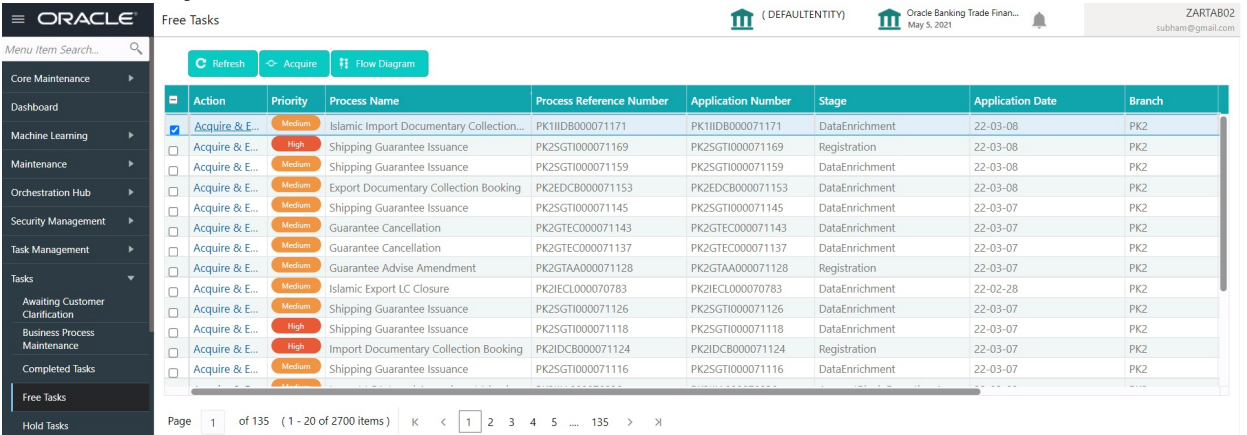 ORACLE
Free Tasks
( DEFAULTENTITY)
Oracle Banking Trade Finan...
May 5, 2021
ZARTAB02
subham@gmail.com
Menu Item Search...
Core Maintenance
Dashboard
Machine Learning
Maintenance
Orchestration Hub
Security Management
Task Management
Tasks
Awaiting Customer
Clarification
Business Process
Maintenance
Completed Tasks
Free Tasks
Hold Tasks
Refresh Acquire Flow Diagram
Action Priority Process Name Process Reference Number Application Number Stage Application Date Branch
Acquire & E... Medium Islamic Import Documentary Collection... PK1IIDB000071171 PK1IIDB000071171 DataEnrichment 22-03-08 PK2
Acquire & E... High Shipping Guarantee Issuance PK2SGTI000071169 PK2SGTI000071169 Registration 22-03-08 PK2
Acquire & E... Medium Shipping Guarantee Issuance PK2SGTI000071159 PK2SGTI000071159 DataEnrichment 22-03-08 PK2
Acquire & E... Medium Export Documentary Collection Booking PK2EDCB000071153 PK2EDCB000071153 DataEnrichment 22-03-08 PK2
Acquire & E... Medium Shipping Guarantee Issuance PK2SGTI000071145 PK2SGTI000071145 DataEnrichment 22-03-07 PK2
Acquire & E... Medium Guarantee Cancellation PK2GTEC000071143 PK2GTEC000071143 DataEnrichment 22-03-07 PK2
Acquire & E... Medium Guarantee Cancellation PK2GTEC000071137 PK2GTEC000071137 DataEnrichment 22-03-07 PK2
Acquire & E... Medium Guarantee Advise Amendment PK2GTAA000071128 PK2GTAA000071128 Registration 22-03-07 PK2
Acquire & E... Medium Islamic Export LC Closure PK2IECL000070783 PK2IECL000070783 DataEnrichment 22-02-28 PK2
Acquire & E... Medium Shipping Guarantee Issuance PK2SGTI000071126 PK2SGTI000071126 DataEnrichment 22-03-07 PK2
Acquire & E... High Shipping Guarantee Issuance PK2SGTI000071118 PK2SGTI000071118 DataEnrichment 22-03-07 PK2
Acquire & E... High Import Documentary Collection Booking PK2IDCB000071124 PK2IDCB000071124 Registration 22-03-07 PK2
Acquire & E... Medium Shipping Guarantee Issuance PK2SGTI000071116 PK2SGTI000071116 DataEnrichment 22-03-07 PK2
Page 1 of 135 ( 1 - 20 of 2700 items ) 1 2 3 4 5 .... 135